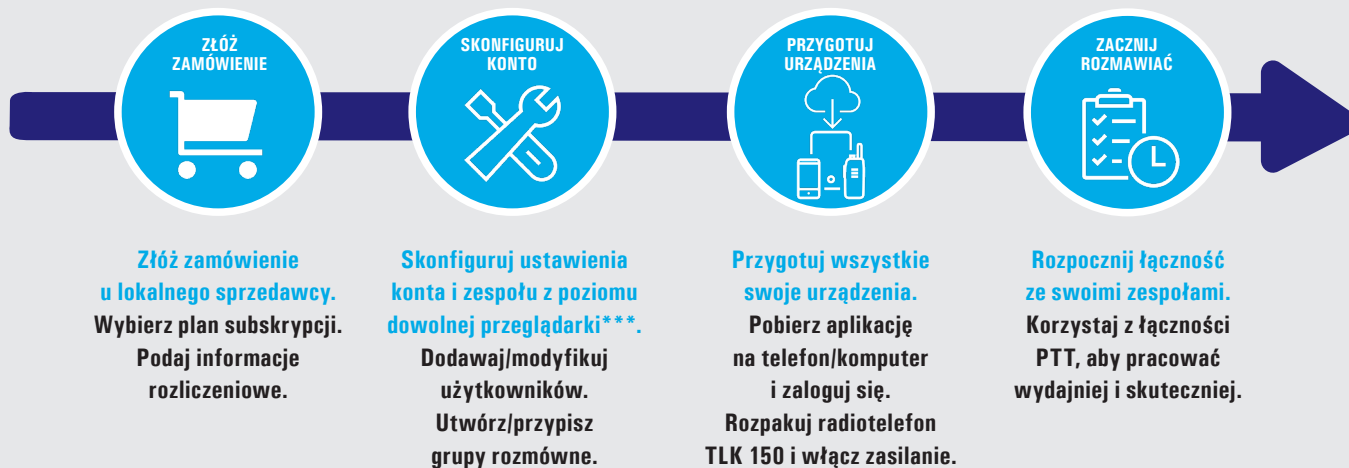 ZŁÓŻ
ZAMÓWIENIE
SKONFIGURUJ
KONTO
PRZYGOTUJ
URZĄDZENIA
ZACZNIJ
ROZMAWIAĆ
Złóż zamówienie
u lokalnego sprzedawcy.
Wybierz plan subskrypcji.
Podaj informacje
rozliczeniowe.
Skonfiguruj ustawienia
konta i zespołu z poziomu
dowolnej przeglądarki***.
Dodawaj/modyfikuj
użytkowników.
Utwórz/przypisz
grupy rozmówne.
Przygotuj wszystkie
swoje urządzenia.
Pobierz aplikację
na telefon/komputer
i zaloguj się.
Rozpakuj radiotelefon
TLK 150 i włącz zasilanie.
Rozpocznij łączność
ze swoimi zespołami.
Korzystaj z łączności
PTT, aby pracować
wydajniej i skuteczniej.